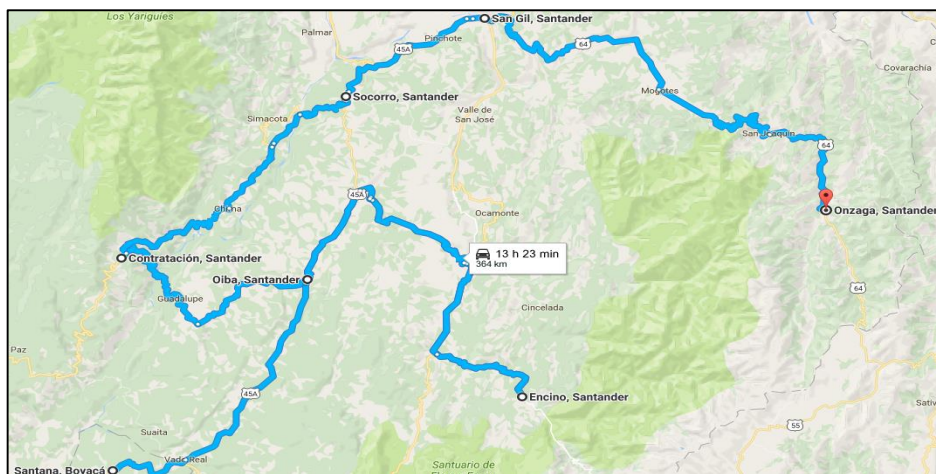 Los Yariguíes
San Gil, Santander
Palmar
Pinchote
45A
64
Covarachía
Socorro, Santander
Mogotes
Simacota
Valle de
San José
San Joaquín
64
45A
Ocamonte
Onzaga, Santander
Chima
13 h 23 min
364 km
Contratación, Santander
Oiba, Santander
Guadalupe
64
Cincelada
Paz
45A
Encino, Santander
Suaita
55
Sativ
Vado Real
Santana, Boyacá
Santuario de